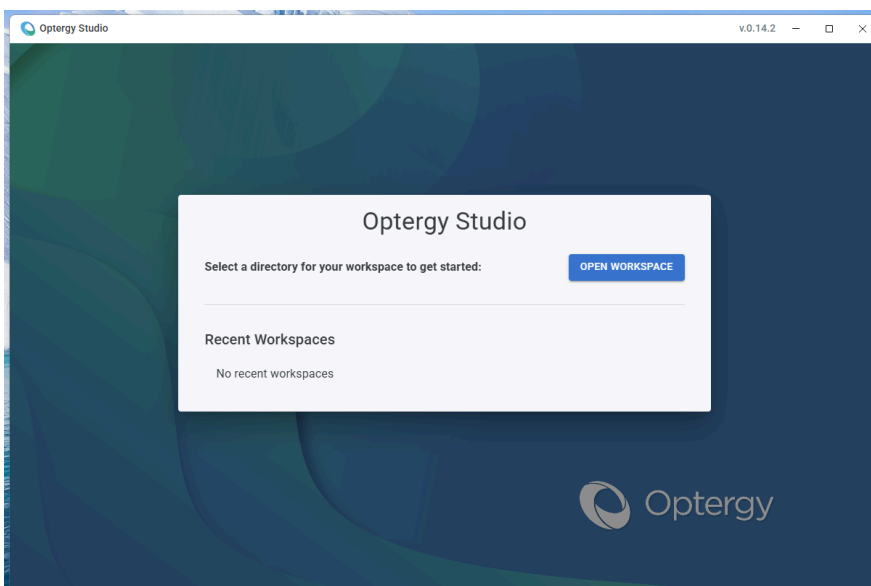 Optergy Studio
v.0.14.2
Optergy Studio
Select a directory for your workspace to get started:
OPEN WORKSPACE
Recent Workspaces
No recent workspaces
Optergy